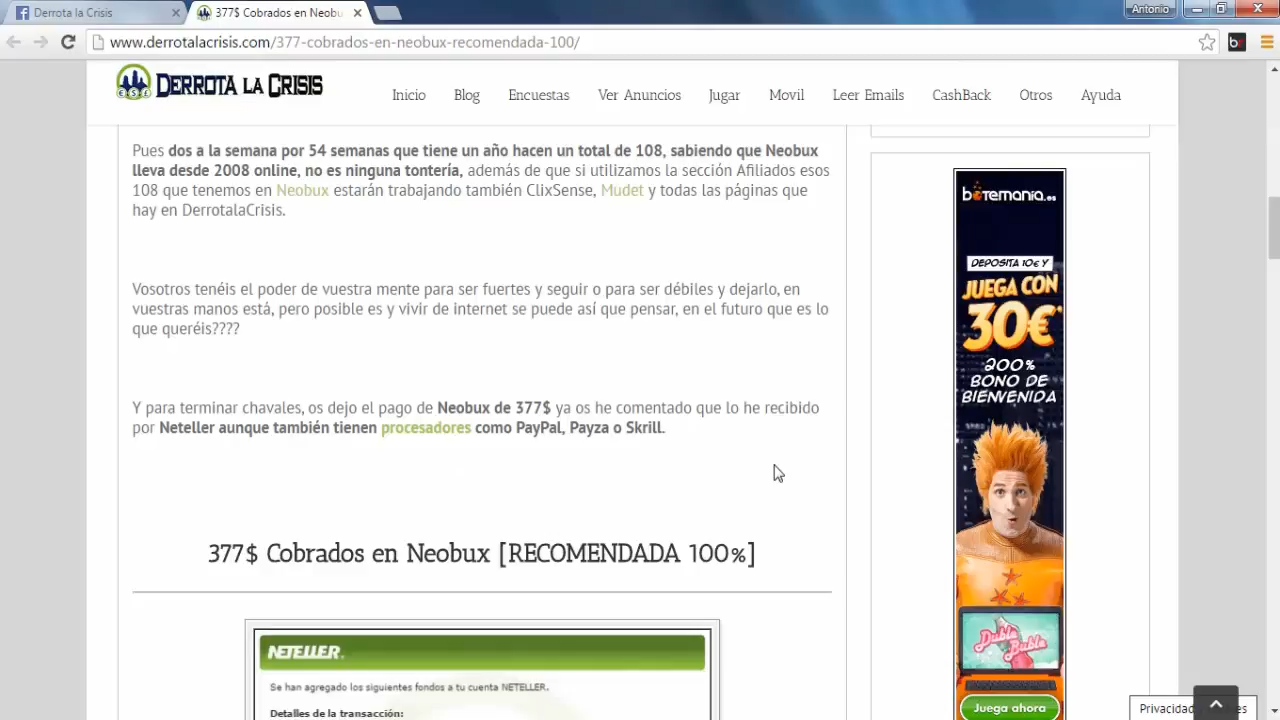 Derrota la Crisis
377$ Cobrados en Neobu
Antonio
www.derrotalacrisis.com/377-cobrados-en-neobux-recomendada-100/
DERROTA LA CRISIS
Inicio Blog Encuestas Ver Anuncios Jugar Movil Leer Emails CashBack Otros Ayuda
Pues dos a la semana por 54 semanas que tiene un año hacen un total de 108, sabiendo que Neobux
lleva desde 2008 online, no es ninguna tontería, además de que si utilizamos la sección Afiliados esos
108 que tenemos en Neobux estarán trabajando también ClixSense, Mudet y todas las páginas que
hay en DerrotalaCrisis.
Vosotros tenéis el poder de vuestra mente para ser fuertes y seguir o para ser débiles y dejarlo, en
vuestras manos está, pero posible es y vivir de internet se puede así que pensar, en el futuro que es lo
que queréis????
Y para terminar chavales, os dejo el pago de Neobux de 377$ ya os he comentado que lo he recibido
por Neteller aunque también tienen procesadores como PayPal, Payza o Skrill.
377$ Cobrados en Neobux [RECOMENDADA 100%]
NETELLER
Se han agregado los siguientes fondos a tu cuenta NETELLER.
Detalles de la transacción:
botemania.es
DEPOSITA 10€ Y
JUEGA CON
30€*
200%
BONO DE
BIENVENIDA
Duble
Buble
Juega ahora
Privacidad
es